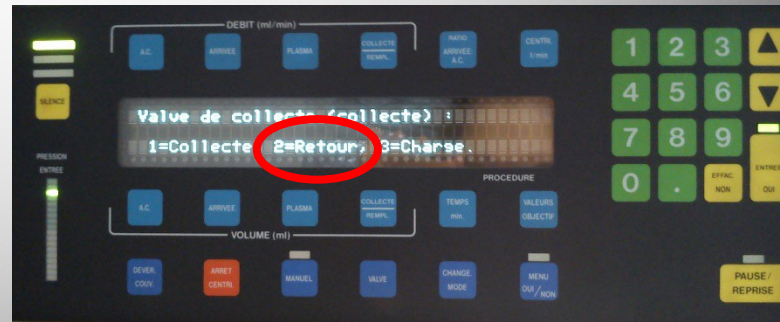 DEBIT (ml/min)
A.C. ARRIVEE PLASMA COLLECTE REMPL. RATIO ARRIVEE: A.C. CENTRI. 1/min.
1 2 3
SILENCE
4 5 6
Valve de collecte (collecte) :
1=Collecte, 2=Retour, 3=Charge.
7 8 9
PRESSION ENTREE
PROCEDURE
0 . EFFAC. NON ENTREE OUI
A.C. ARRIVEE PLASMA COLLECTE REMPL. TEMPS min. VALEURS OBJECTIF
VOLUME (ml)
DEVER. COUV. ARRET CENTRI. MANUEL VALVE CHANGE. MODE MENU OUI/NON
PAUSE/ REPRISE